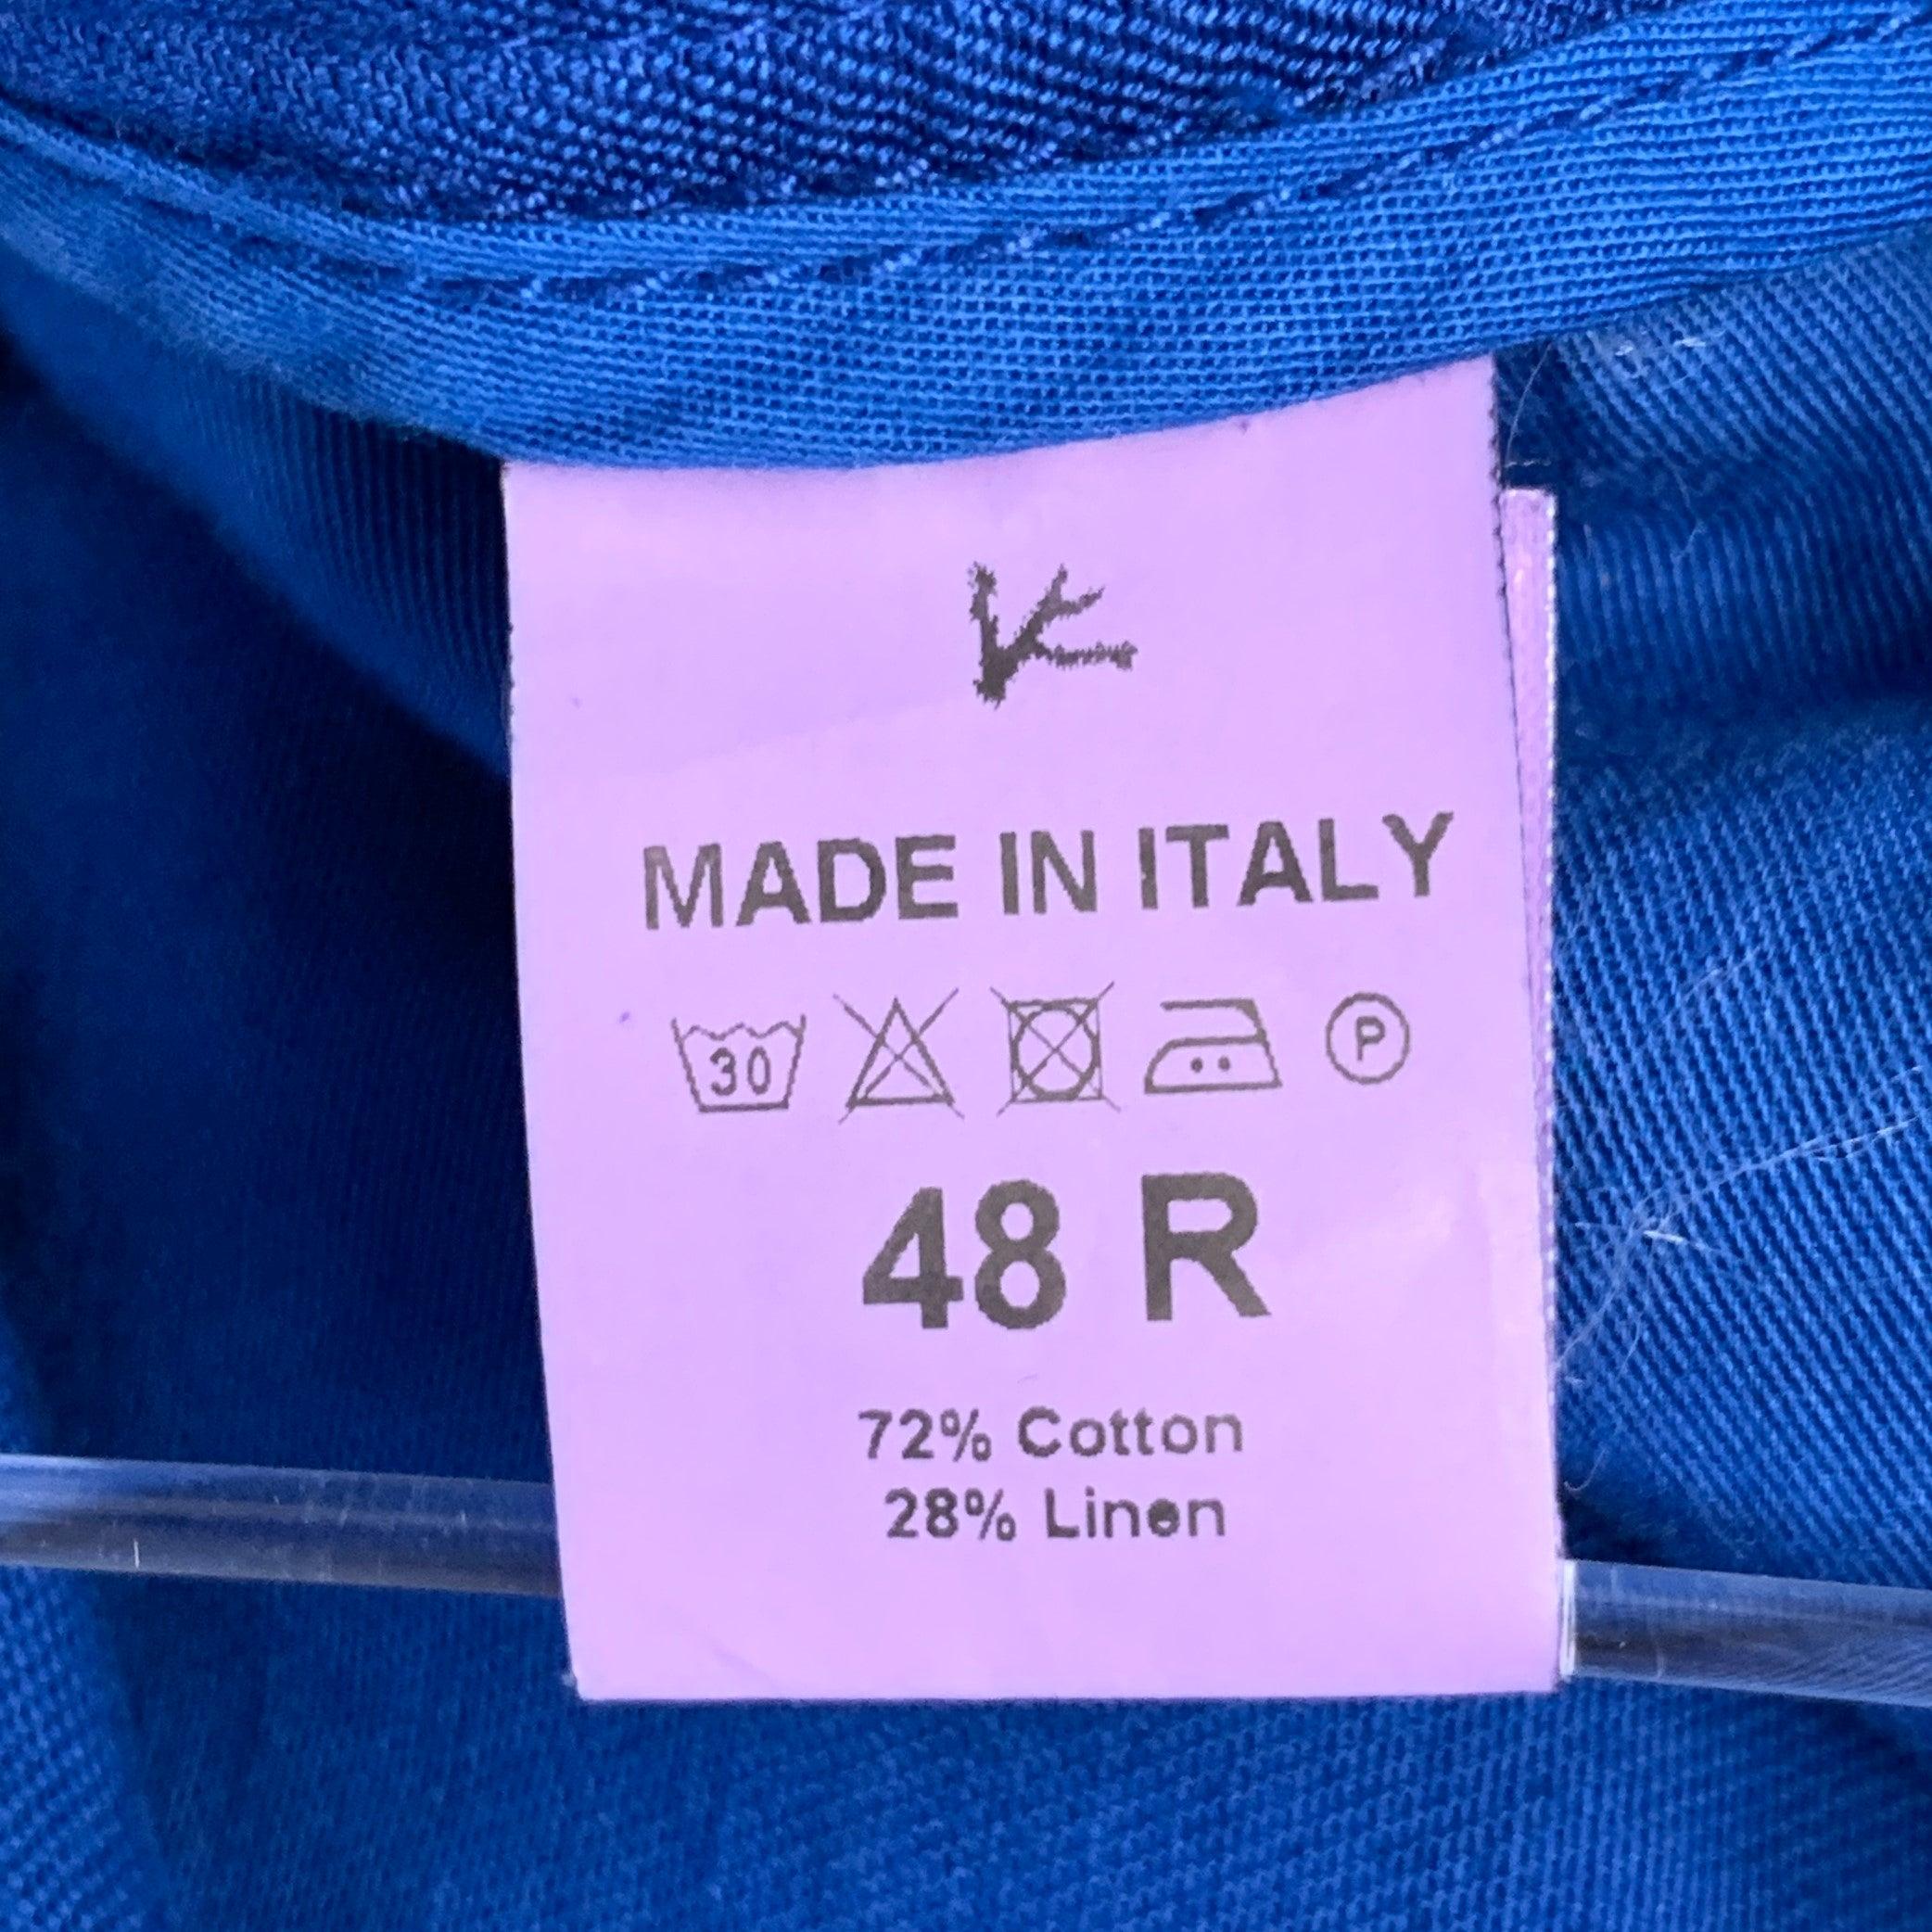 MADE IN ITALY
30 P
48 R
72% Cotton
28% Linen